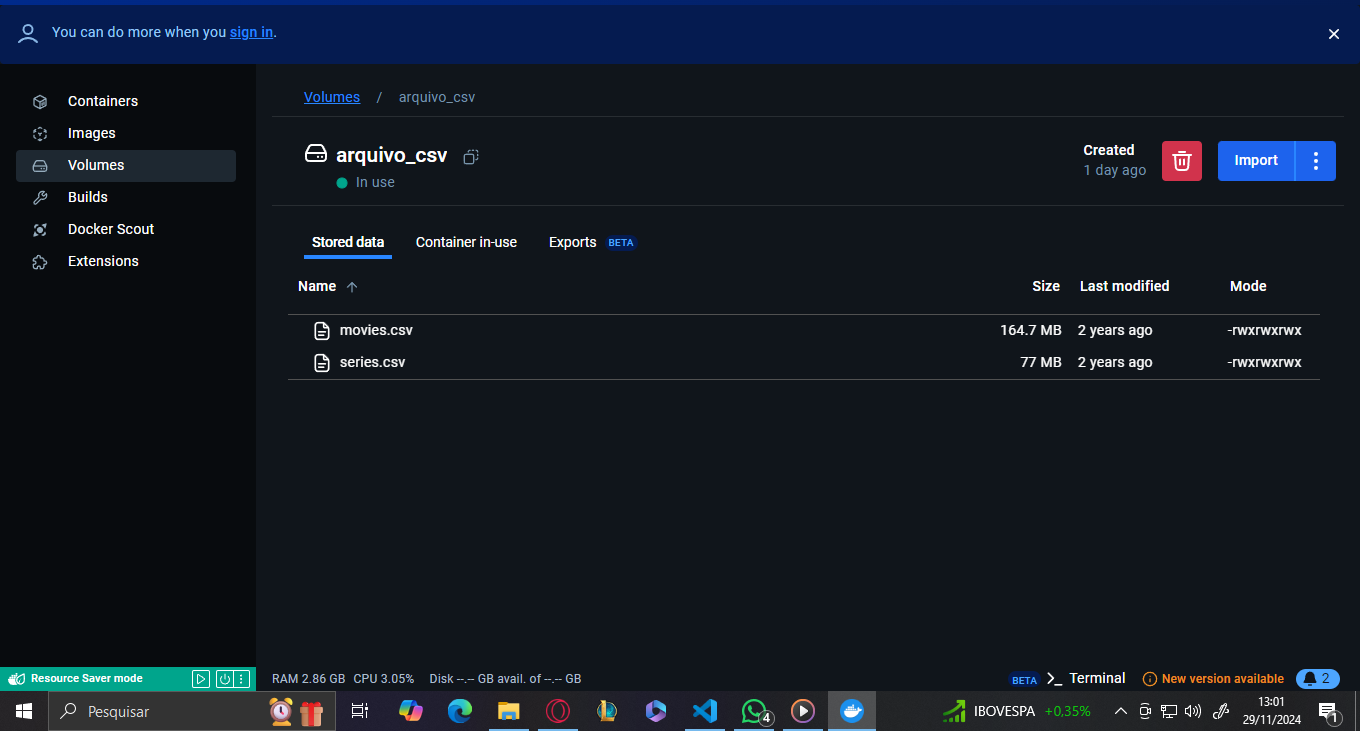 You can do more when you sign in.
Containers
Images
Volumes
Builds
Docker Scout
Extensions
Volumes / arquivo_csv
arquivo_csv
In use
Created
1 day ago
Import
Stored data Container in-use Exports BETA
Name Size Last modified Mode
movies.csv 164.7 MB 2 years ago -rwxrwxrwx
series.csv 77 MB 2 years ago -rwxrwxrwx
Resource Saver mode
RAM 2.86 GB CPU 3.05% Disk --.-- GB avail. of --.-- GB
BETA Terminal New version available 2
Pesquisar
4
IBOVESPA +0,35%
13:01
29/11/2024
1